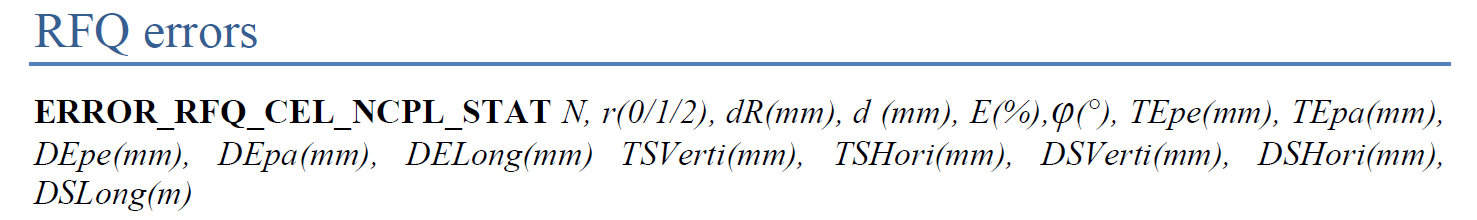 RFQ errors
ERROR_RFQ_CEL_NCPL_STAT N, r(0/1/2), dR(mm), d (mm), E(%),φ(°), TEpe(mm), TEpa(mm),
DEpe(mm), DEpa(mm), DELong(mm) TSVerti(mm), TSHori(mm), DSVerti(mm), DSHori(mm),
DSLong(m)